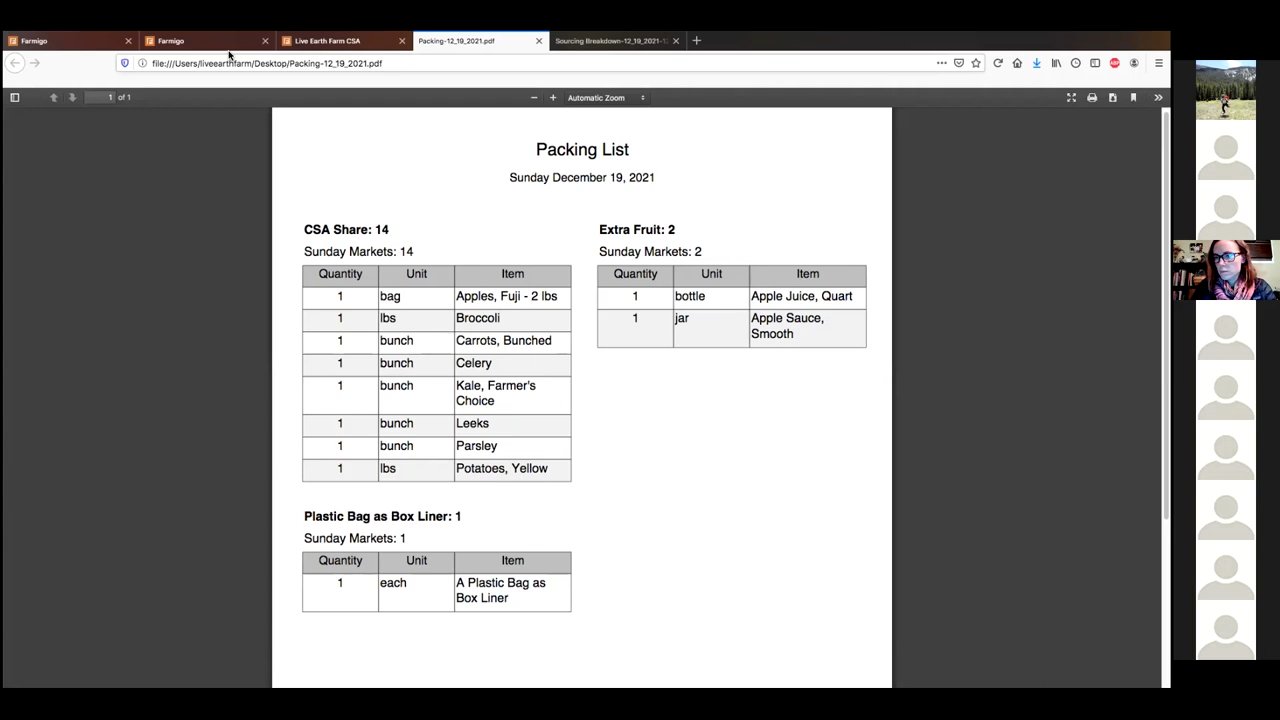 Farmigo
Farmigo
Live Earth Farm CSA
Packing-12_19_2021.pdf
Sourcing Breakdown-12_19_2021-1
file:///Users/liveearthfarm/Desktop/Packing-12_19_2021.pdf
1 of 1
Automatic Zoom
Packing List
Sunday December 19, 2021
CSA Share: 14
Sunday Markets: 14
Quantity Unit Item
1 bag Apples, Fuji - 2 lbs
1 lbs Broccoli
1 bunch Carrots, Bunched
1 bunch Celery
1 bunch Kale, Farmer's
Choice
1 bunch Leeks
1 bunch Parsley
1 lbs Potatoes, Yellow
Extra Fruit: 2
Sunday Markets: 2
Quantity Unit Item
1 bottle Apple Juice, Quart
1 jar Apple Sauce,
Smooth
Plastic Bag as Box Liner: 1
Sunday Markets: 1
Quantity Unit Item
1 each A Plastic Bag as
Box Liner